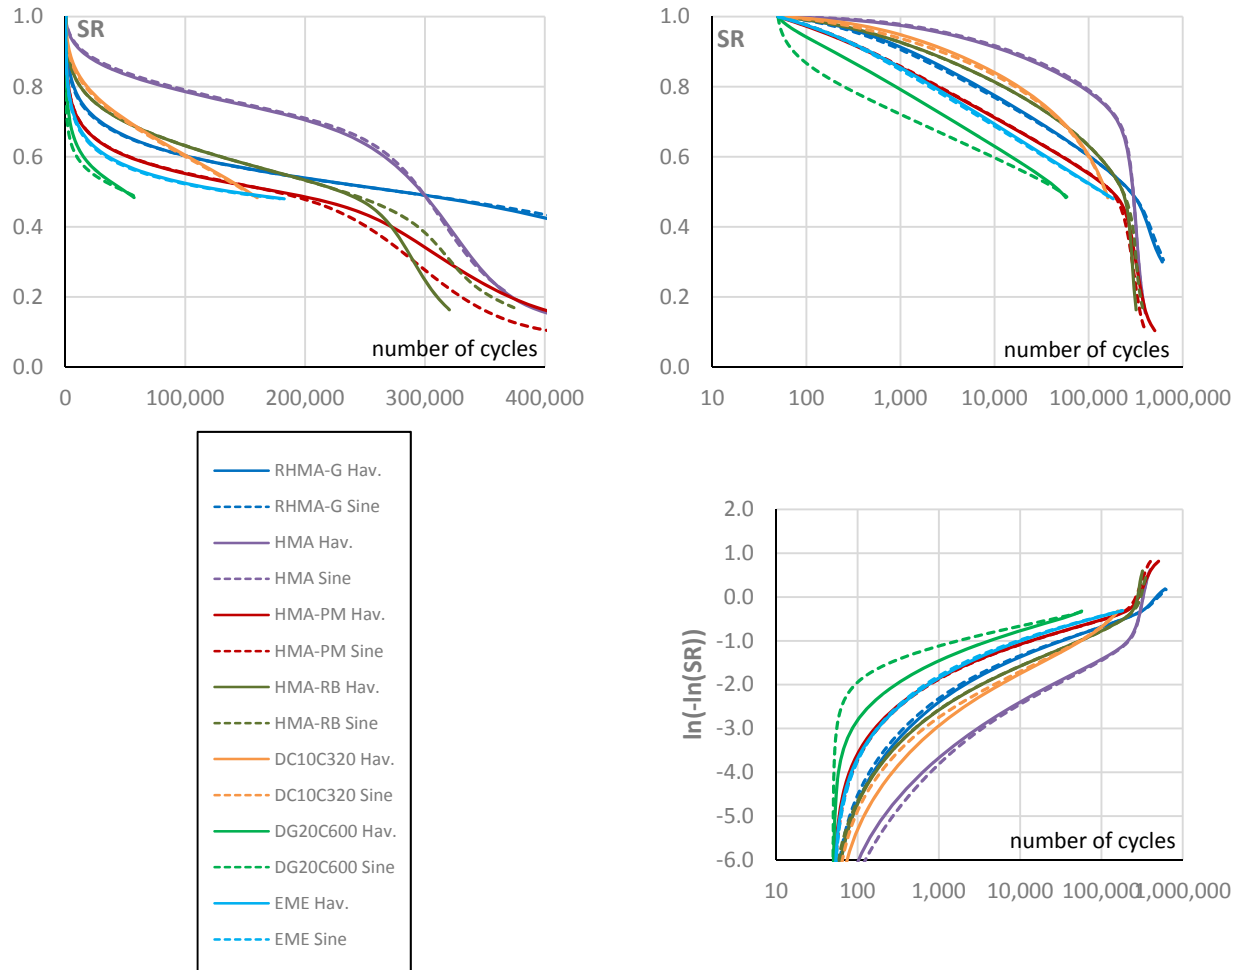 1.0
SR
0.8
0.6
0.4
0.2
number of cycles
0.0
0
100,000
200,000
300,000
400,000
1.0
SR
0.8
0.6
0.4
0.2
number of cycles
0.0
10
100
1,000
10,000
100,000
1,000,000
RHMA-G Hav.
RHMA-G Sine
HMA Hav.
HMA Sine
HMA-PM Hav.
HMA-PM Sine
HMA-RB Hav.
HMA-RB Sine
DC10C320 Hav.
DC10C320 Sine
DG20C600 Hav.
DG20C600 Sine
EME Hav.
EME Sine
2.0
1.0
0.0
-1.0
-2.0
-3.0
-4.0
-5.0
-6.0
ln(-ln(SR))
number of cycles
10
100
1,000
10,000
100,000
1,000,000